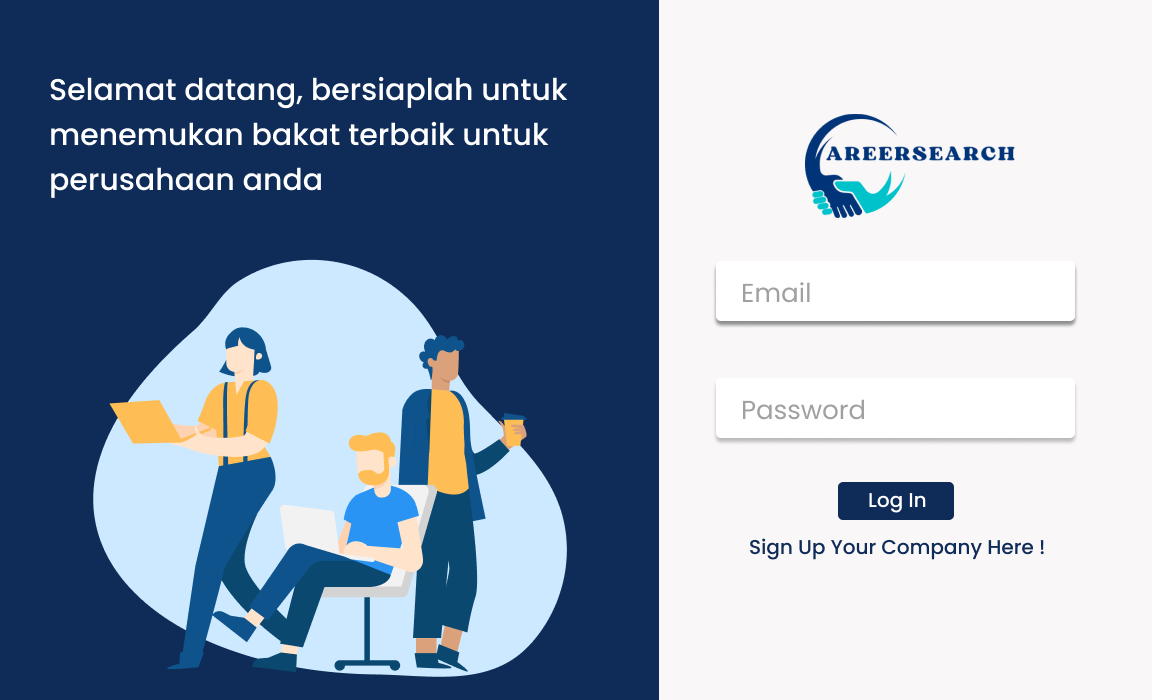 Selamat datang, bersiaplah untuk
menemukan bakat terbaik untuk
perusahaan anda
AREERSEARCH
Email
Password
Log In
Sign Up Your Company Here !